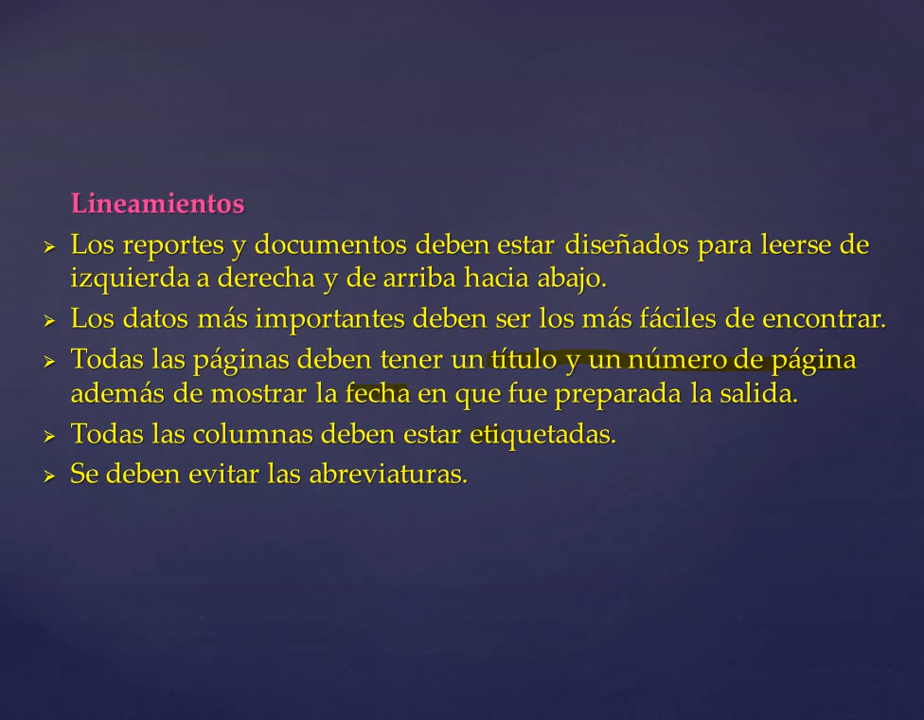 Lineamientos
Los reportes y documentos deben estar diseñados para leerse de
izquierda a derecha y de arriba hacia abajo.
Los datos más importantes deben ser los más fáciles de encontrar.
Todas las páginas deben tener un título y un número de página
además de mostrar la fecha en que fue preparada la salida.
Todas las columnas deben estar etiquetadas.
Se deben evitar las abreviaturas.